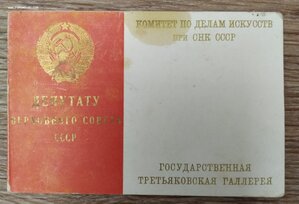 ДЕПУТАТУ
ВЕРХОВНОГО СОВЕТА
СССР
КОМИТЕТ ПО ДЕЛАМ ИСКУССТВ
ПРИ СНК СССР
ГОСУДАРСТВЕННАЯ
ТРЕТЬЯКОВСКАЯ ГАЛЛЕРЕЯ